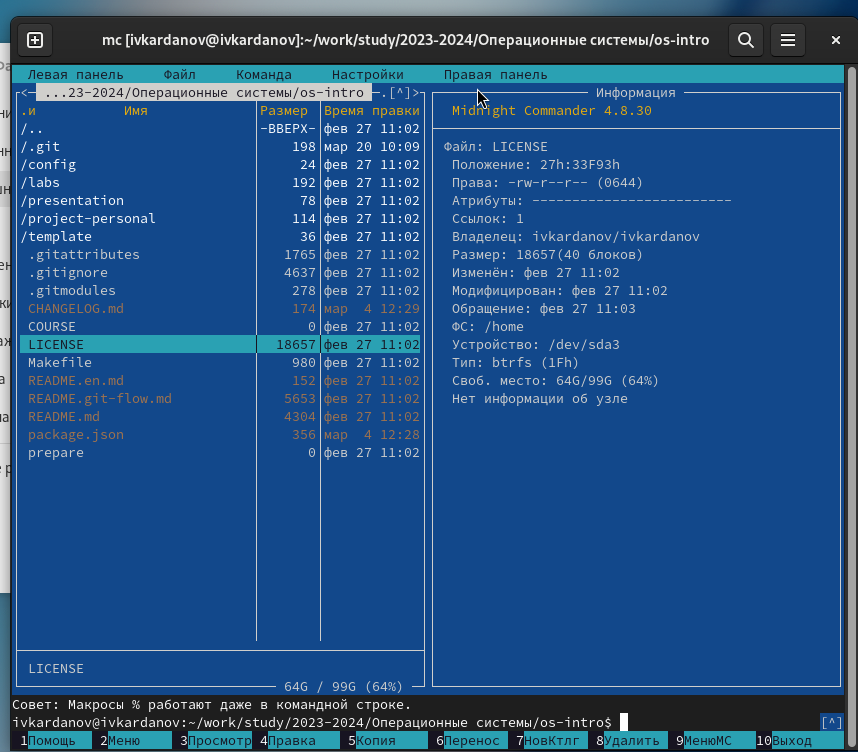 mc [ivkardanov@ivkardanov]:~/work/study/2023-2024/Операционные системы/os-intro
Левая панель Файл Команда Настройки Правая панель
<─ ...23-2024/Операционные системы/os-intro ─.[^]>
.и Имя Размер Время правки
/.. -ВВЕРХ- фев 27 11:02
/.git 198 мар 20 10:09
/config 24 фев 27 11:02
/labs 192 фев 27 11:02
/presentation 78 фев 27 11:02
/project-personal 114 фев 27 11:02
/template 36 фев 27 11:02
.gitattributes 1765 фев 27 11:02
.gitignore 4637 фев 27 11:02
.gitmodules 278 фев 27 11:02
CHANGELOG.md 174 мар 4 12:29
COURSE 0 фев 27 11:02
LICENSE 18657 фев 27 11:02
Makefile 980 фев 27 11:02
README.en.md 152 фев 27 11:02
README.git-flow.md 5653 фев 27 11:02
README.md 4304 фев 27 11:02
package.json 356 мар 4 12:28
prepare 0 фев 27 11:02
LICENSE
64G / 99G (64%)
Информация
Midnight Commander 4.8.30
Файл: LICENSE
Положение: 27h:33F93h
Права: -rw-r--r-- (0644)
Атрибуты: -------------------------
Ссылок: 1
Владелец: ivkardanov/ivkardanov
Размер: 18657(40 блоков)
Изменён: фев 27 11:02
Модифицирован: фев 27 11:02
Обращение: фев 27 11:03
ФС: /home
Устройство: /dev/sda3
Тип: btrfs (1Fh)
Своб. место: 64G/99G (64%)
Нет информации об узле
Совет: Макросы % работают даже в командной строке.
ivkardanov@ivkardanov:~/work/study/2023-2024/Операционные системы/os-intro$ [^]
1Помощь 2Меню 3Просмотр 4Правка 5Копия 6Перенос 7НовКтлг 8Удалить 9МенюМС 10Выход